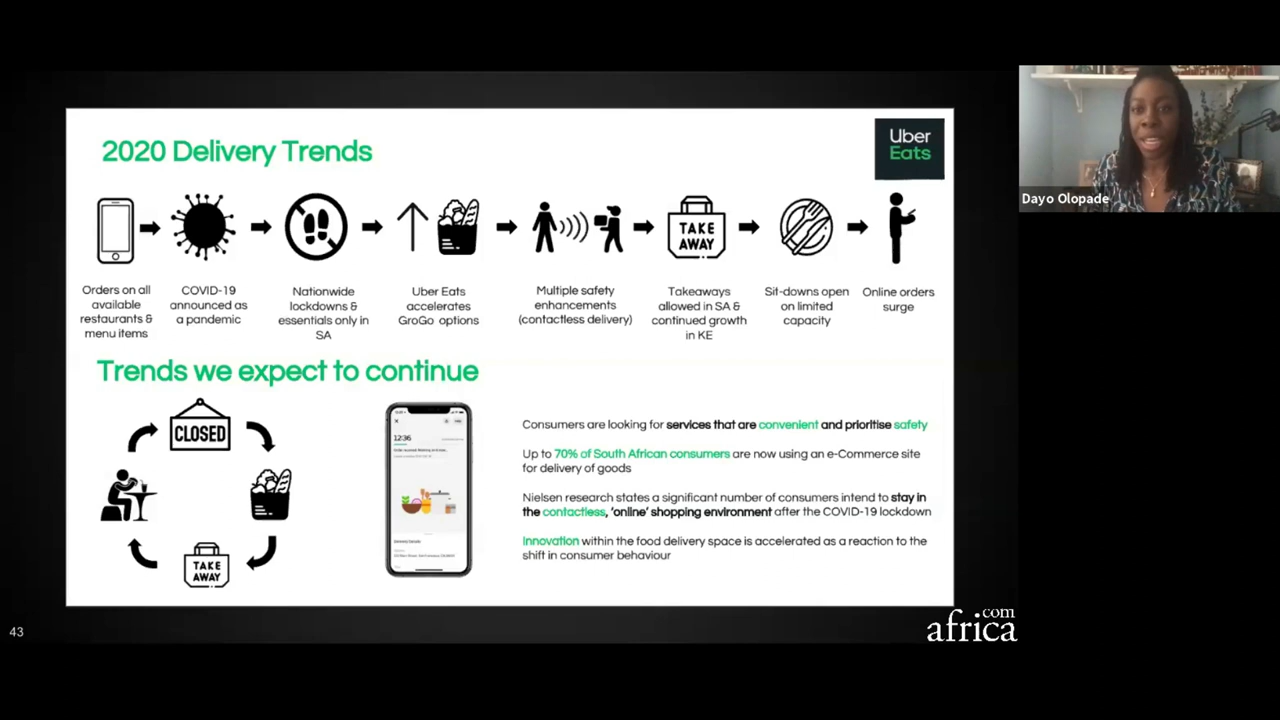 2020 Delivery Trends
Uber
Eats
Dayo Olopade
TAKE
AWAY
Orders on all
available
restaurants &
menu items
COVID-19
announced as
a pandemic
Nationwide
lockdowns &
essentials only in
SA
Uber Eats
accelerates
GroGo options
Multiple safety
enhancements
(contactless delivery)
Takeaways
allowed in SA &
continued growth
in KE
Sit-downs open
on limited
capacity
Online orders
surge
Trends we expect to continue
CLOSED
TAKE
AWAY
12:36
Consumers are looking for services that are convenient and prioritise safety
Up to 70% of South African consumers are now using an e-Commerce site
for delivery of goods
Nielsen research states a significant number of consumers intend to stay in
the contactless, 'online' shopping environment after the COVID-19 lockdown
Innovation within the food delivery space is accelerated as a reaction to the
shift in consumer behaviour
43
.com
africa